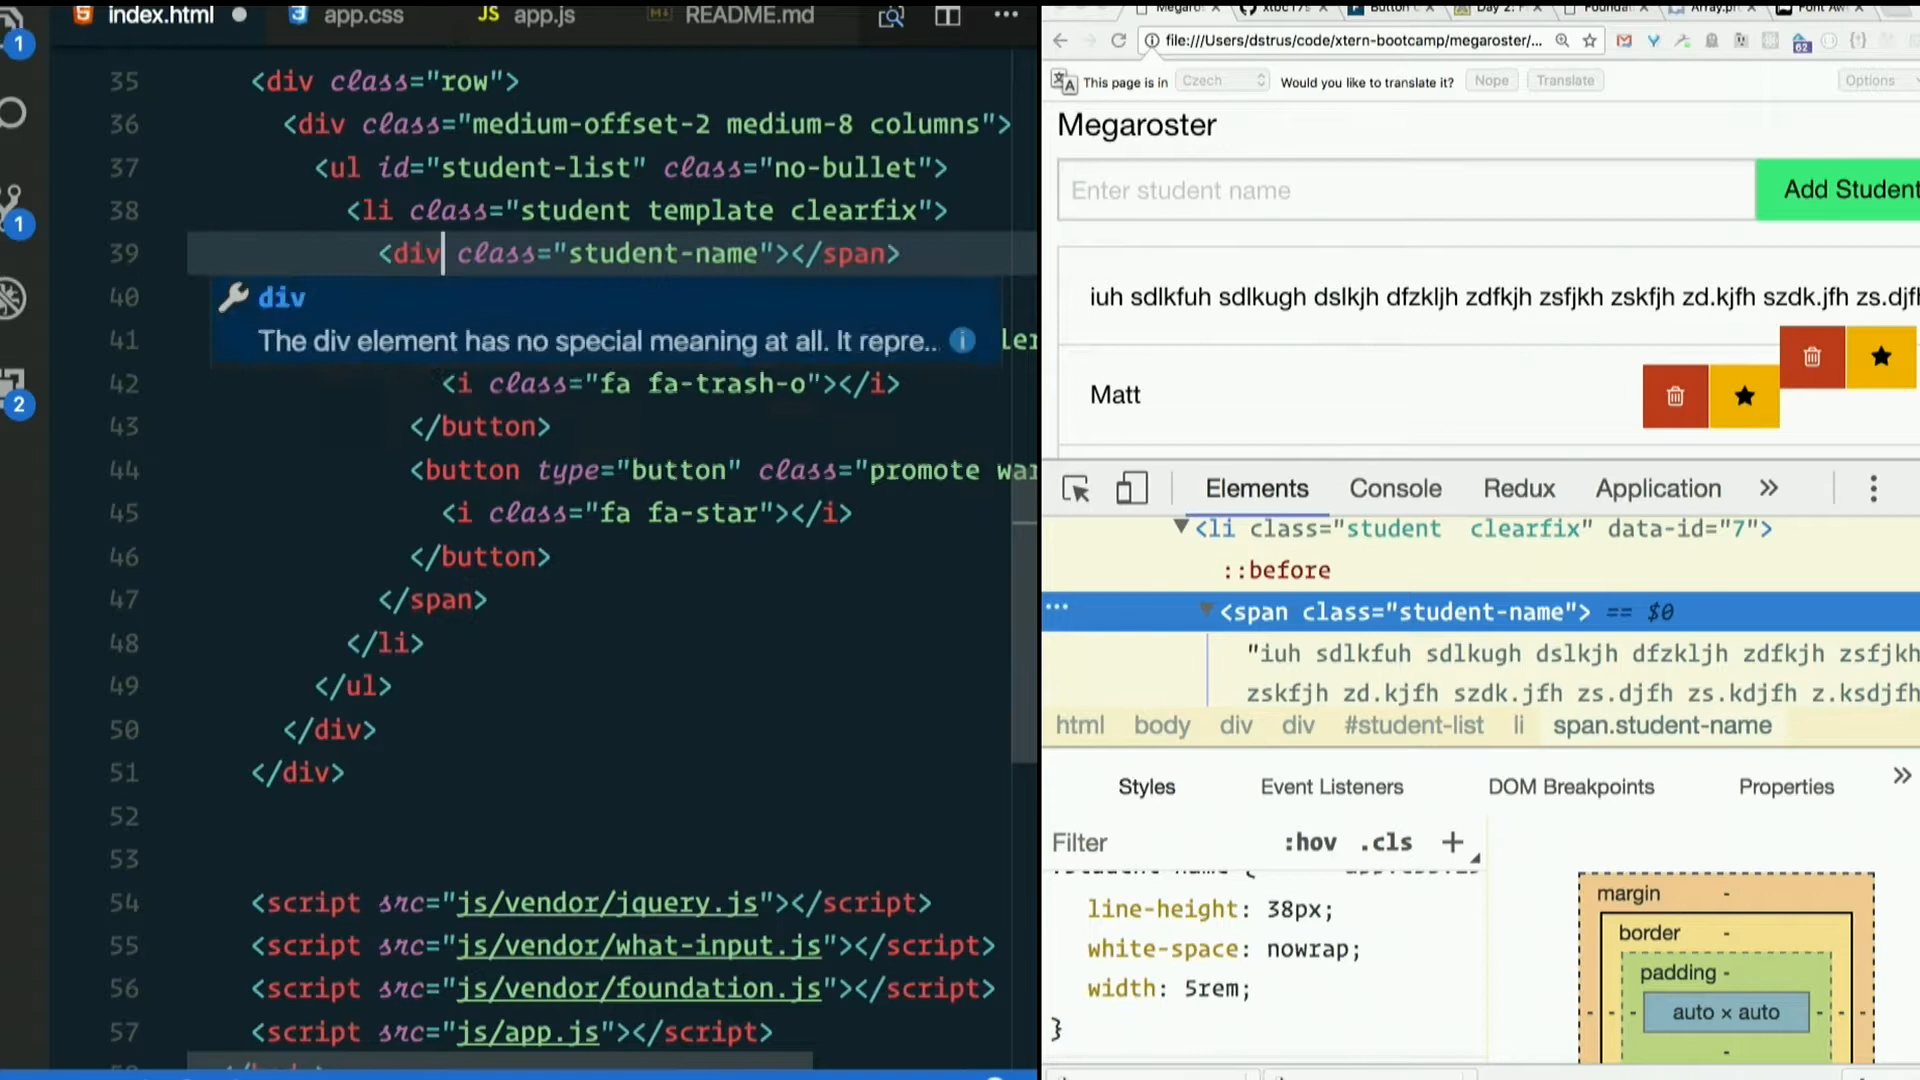 index.html
app.css
JS app.js
README.md
1
1
2
35 <div class="row">
36 <div class="medium-offset-2 medium-8 columns">
37 <ul id="student-list" class="no-bullet">
38 <li class="student template clearfix">
39 <div class="student-name"></span>
40 div
41 The div element has no special meaning at all. It repre..
42 <i class="fa fa-trash-o"></i>
43 </button>
44 <button type="button" class="promote
45 <i class="fa fa-star"></i>
46 </button>
47 </span>
48 </li>
49 </ul>
50 </div>
51 </div>
52
53
54 <script src="js/vendor/jquery.js"></script>
55 <script src="js/vendor/what-input.js"></script>
56 <script src="js/vendor/foundation.js"></script>
57 <script src="js/app.js"></script>
file:///Users/dstrus/code/xtern-bootcamp/megaroster/...
62
This page is in Czech Would you like to translate it? Nope Translate Options
Megaroster
Enter student name
Add Student
iuh sdlkfuh sdlkugh dslkjh dfzkljh zdfkjh zsfjkh zskfjh zd.kjfh szdk.jfh zs.djfh
Matt
Elements Console Redux Application »
<li class="student clearfix" data-id="7">
::before
... <span class="student-name"> == $0
"iuh sdlkfuh sdlkugh dslkjh dfzkljh zdfkjh zsfjkh
zskfjh zd.kjfh szdk.jfh zs.djfh zs.kdjfh z.ksdjfh
html body div div #student-list li span.student-name
Styles Event Listeners DOM Breakpoints Properties »
Filter :hov .cls +
line-height: 38px;
white-space: nowrap;
width: 5rem;
}
margin -
border -
padding -
- - - auto × auto - - -
-